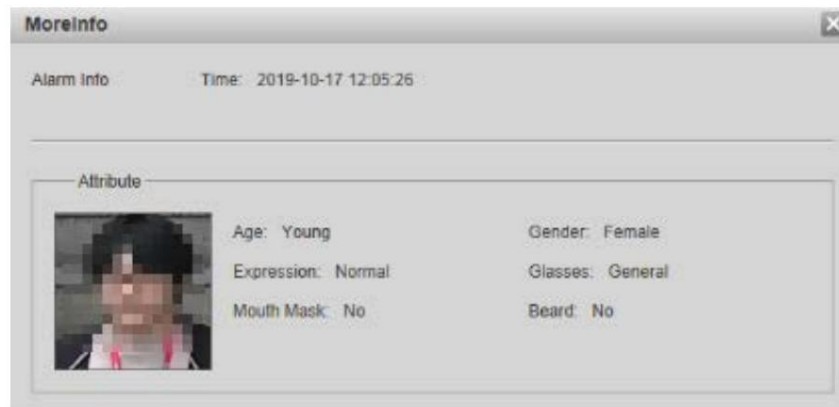 MoreInfo
Alarm Info Time: 2019-10-17 12:05:26
Attribute
Age: Young Gender: Female
Expression: Normal Glasses: General
Mouth Mask: No Beard: No